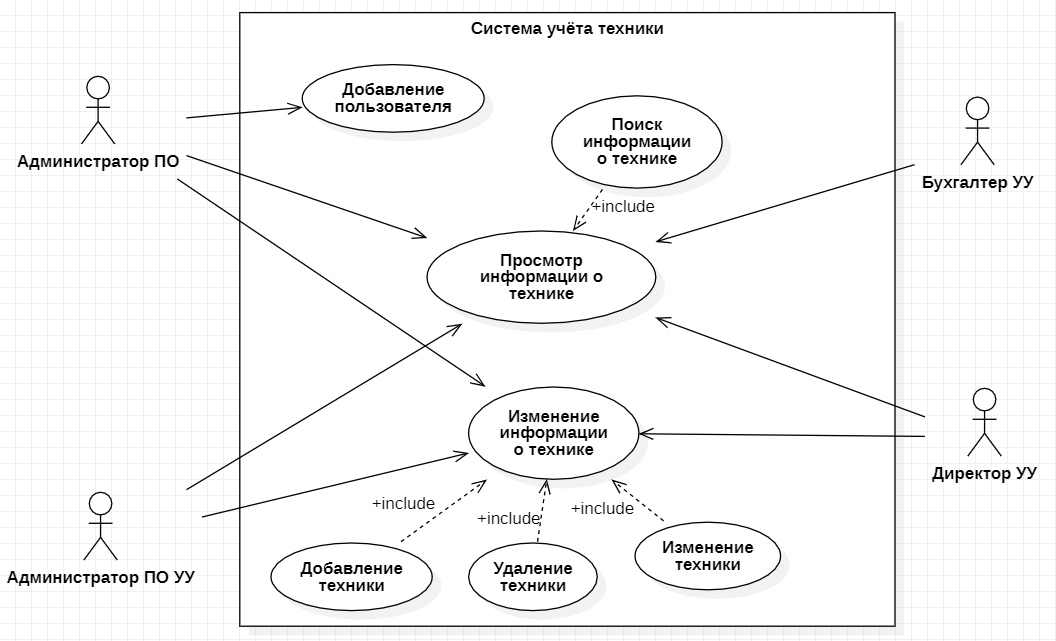 Система учёта техники
Добавление
пользователя
Поиск
информации
о технике
Администратор ПО
Бухгалтер УУ
+include
Просмотр
информации о
технике
Изменение
информации
о технике
Директор УУ
+include
+include
+include
Администратор ПО УУ
Добавление
техники
Удаление
техники
Изменение
техники